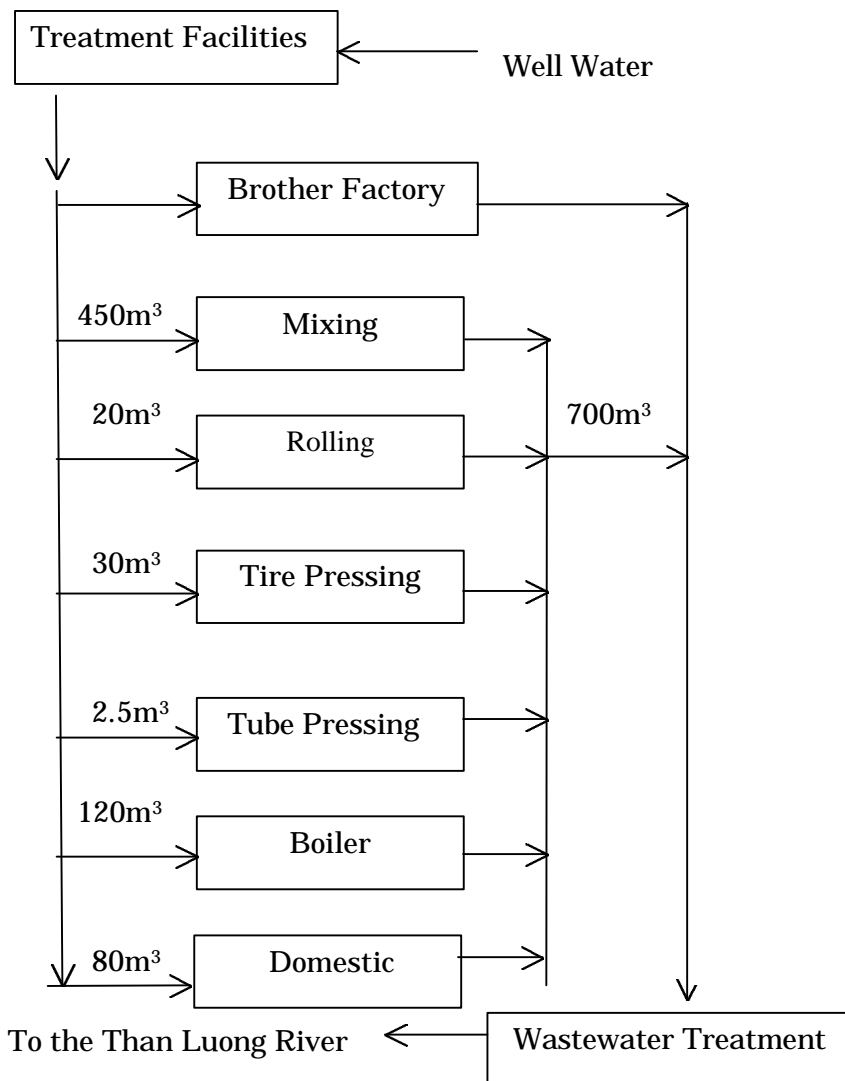 Treatment Facilities
Well Water
Brother Factory
450m³
Mixing
20m³
Rolling
700m³
30m³
Tire Pressing
2.5m³
Tube Pressing
120m³
Boiler
80m³
Domestic
To the Than Luong River
Wastewater Treatment